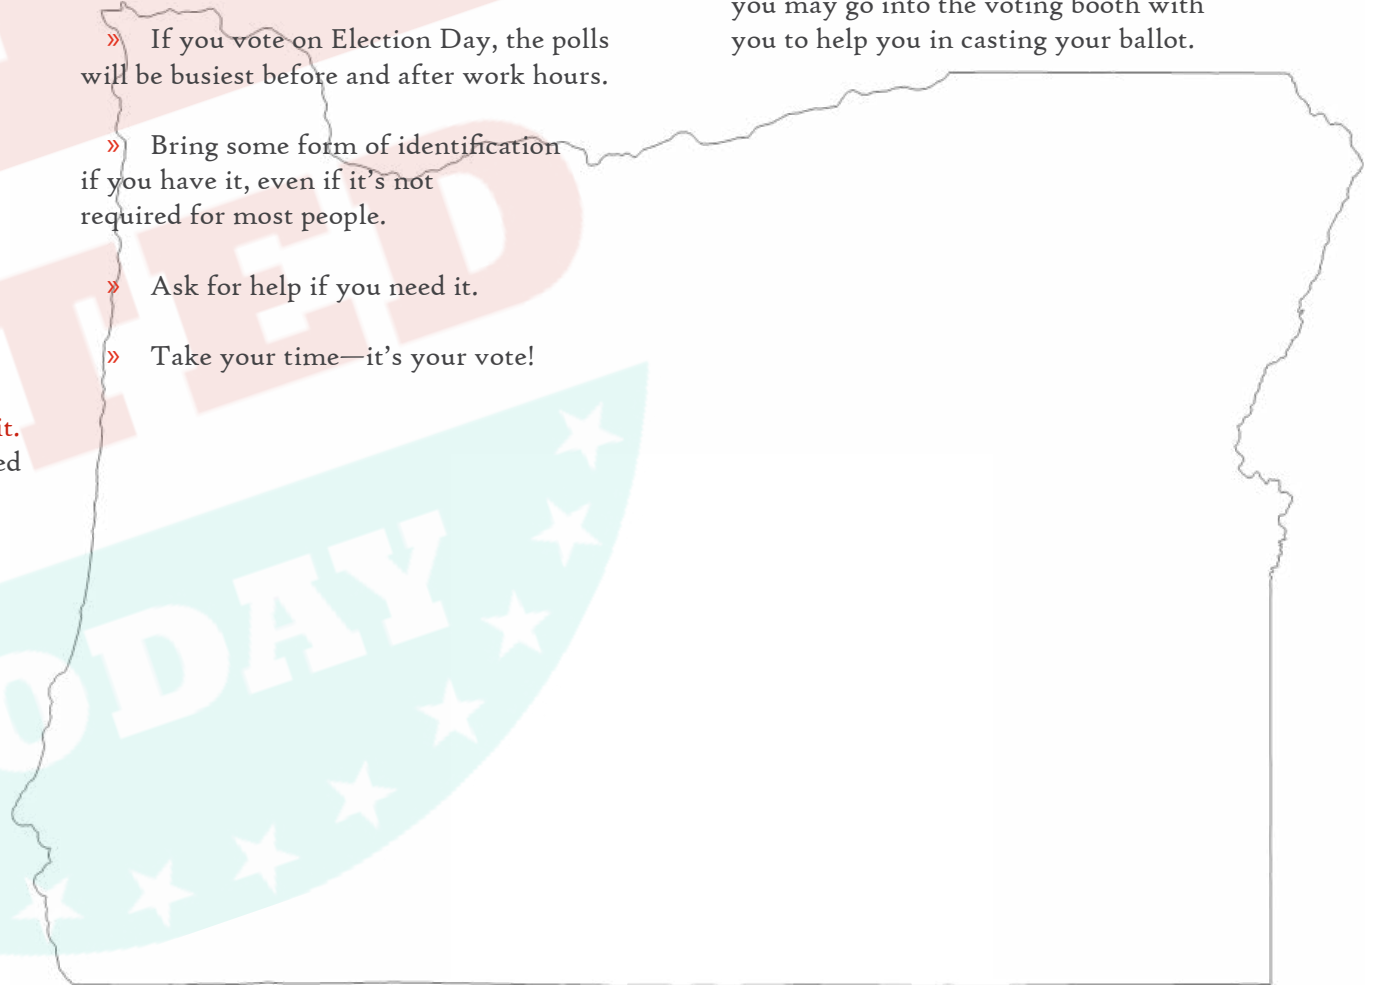 » If you vote on Election Day, the polls
will be busiest before and after work hours.
» Bring some form of identification
if you have it, even if it’s not
required for most people.
» Ask for help if you need it.
» Take your time—it’s your vote!
you may go into the voting booth with
you to help you in casting your ballot.
it.
ed
TED
ODAY